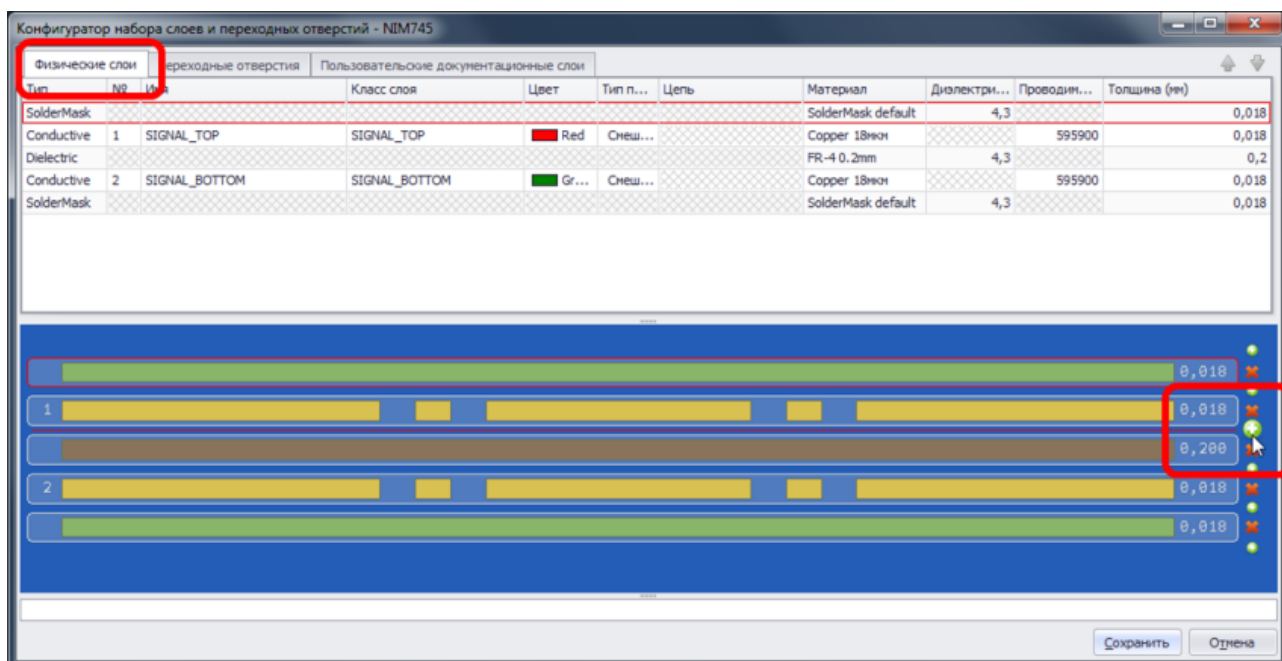 Конфигуратор набора слоев и переходных отверстий - NIM745
Физические слои Переходные отверстия Пользовательские документационные слои
Тип № Имя Класс слоя Цвет Тип п... Цепь Материал Диэлектри... Проводим... Толщина (мм)
SolderMask SolderMask default 4,3 0,018
Conductive 1 SIGNAL_TOP SIGNAL_TOP Red Смеш... Copper 18мкм 595900 0,018
Dielectric FR-4 0.2mm 4,3 0,2
Conductive 2 SIGNAL_BOTTOM SIGNAL_BOTTOM Gr... Смеш... Copper 18мкм 595900 0,018
SolderMask SolderMask default 4,3 0,018
0,018
1 0,018
0,200
2 0,018
0,018
Сохранить Отмена